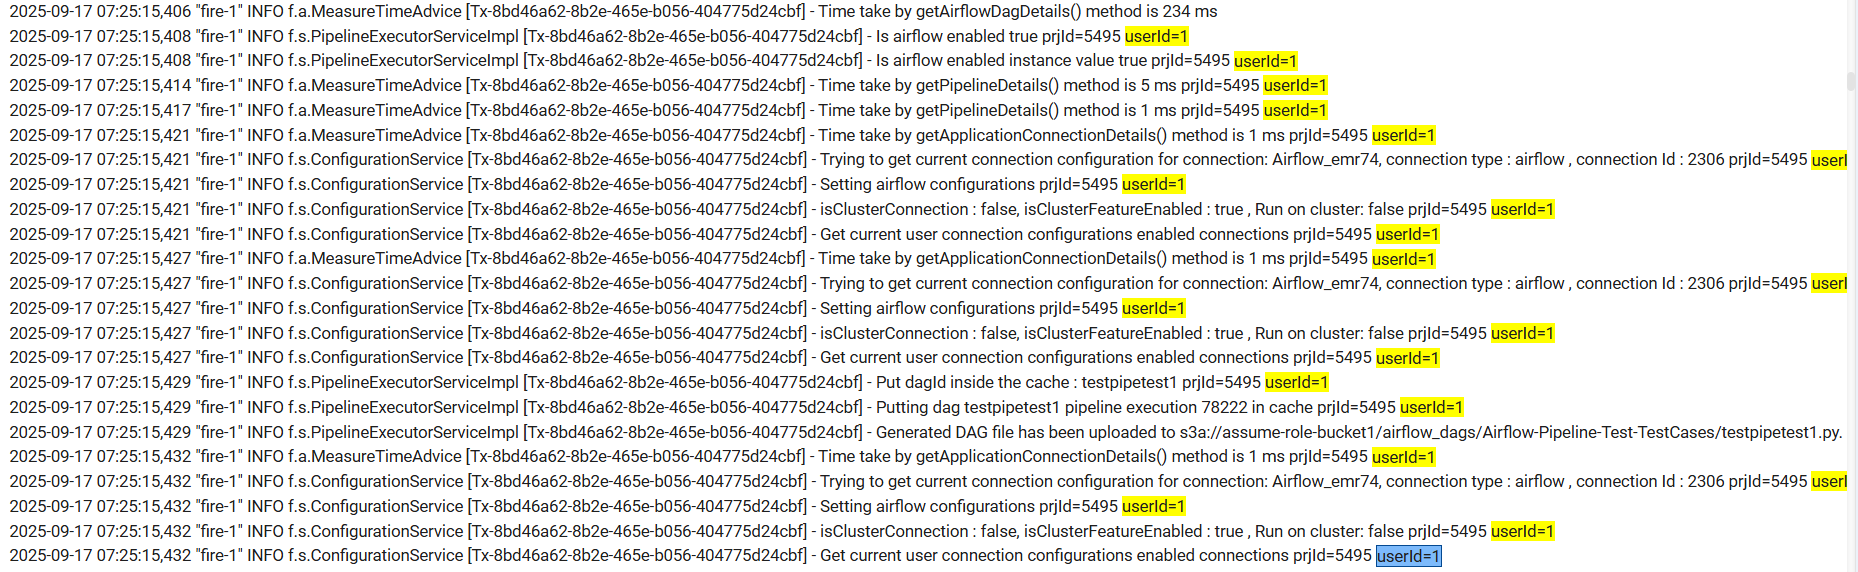 2025-09-17 07:25:15,406 "fire-1" INFO f.a.MeasureTimeAdvice [Tx-8bd46a62-8b2e-465e-b056-404775d24cbf] - Time take by getAirflowDagDetails() method is 234 ms
2025-09-17 07:25:15,408 "fire-1" INFO f.s.PipelineExecutorServiceImpl [Tx-8bd46a62-8b2e-465e-b056-404775d24cbf] - Is airflow enabled true prjId=5495 userId=1
2025-09-17 07:25:15,408 "fire-1" INFO f.s.PipelineExecutorServiceImpl [Tx-8bd46a62-8b2e-465e-b056-404775d24cbf] - Is airflow enabled instance value true prjId=5495 userId=1
2025-09-17 07:25:15,414 "fire-1" INFO f.a.MeasureTimeAdvice [Tx-8bd46a62-8b2e-465e-b056-404775d24cbf] - Time take by getPipelineDetails() method is 5 ms prjId=5495 userId=1
2025-09-17 07:25:15,417 "fire-1" INFO f.a.MeasureTimeAdvice [Tx-8bd46a62-8b2e-465e-b056-404775d24cbf] - Time take by getPipelineDetails() method is 1 ms prjId=5495 userId=1
2025-09-17 07:25:15,421 "fire-1" INFO f.a.MeasureTimeAdvice [Tx-8bd46a62-8b2e-465e-b056-404775d24cbf] - Time take by getApplicationConnectionDetails() method is 1 ms prjId=5495 userId=1
2025-09-17 07:25:15,421 "fire-1" INFO f.s.ConfigurationService [Tx-8bd46a62-8b2e-465e-b056-404775d24cbf] - Trying to get current connection configuration for connection: Airflow_emr74, connection type : airflow , connection Id : 2306 prjId=5495 userI
2025-09-17 07:25:15,421 "fire-1" INFO f.s.ConfigurationService [Tx-8bd46a62-8b2e-465e-b056-404775d24cbf] - Setting airflow configurations prjId=5495 userId=1
2025-09-17 07:25:15,421 "fire-1" INFO f.s.ConfigurationService [Tx-8bd46a62-8b2e-465e-b056-404775d24cbf] - isClusterConnection : false, isClusterFeatureEnabled : true , Run on cluster: false prjId=5495 userId=1
2025-09-17 07:25:15,421 "fire-1" INFO f.s.ConfigurationService [Tx-8bd46a62-8b2e-465e-b056-404775d24cbf] - Get current user connection configurations enabled connections prjId=5495 userId=1
2025-09-17 07:25:15,427 "fire-1" INFO f.a.MeasureTimeAdvice [Tx-8bd46a62-8b2e-465e-b056-404775d24cbf] - Time take by getApplicationConnectionDetails() method is 1 ms prjId=5495 userId=1
2025-09-17 07:25:15,427 "fire-1" INFO f.s.ConfigurationService [Tx-8bd46a62-8b2e-465e-b056-404775d24cbf] - Trying to get current connection configuration for connection: Airflow_emr74, connection type : airflow , connection Id : 2306 prjId=5495 userI
2025-09-17 07:25:15,427 "fire-1" INFO f.s.ConfigurationService [Tx-8bd46a62-8b2e-465e-b056-404775d24cbf] - Setting airflow configurations prjId=5495 userId=1
2025-09-17 07:25:15,427 "fire-1" INFO f.s.ConfigurationService [Tx-8bd46a62-8b2e-465e-b056-404775d24cbf] - isClusterConnection : false, isClusterFeatureEnabled : true , Run on cluster: false prjId=5495 userId=1
2025-09-17 07:25:15,427 "fire-1" INFO f.s.ConfigurationService [Tx-8bd46a62-8b2e-465e-b056-404775d24cbf] - Get current user connection configurations enabled connections prjId=5495 userId=1
2025-09-17 07:25:15,429 "fire-1" INFO f.s.PipelineExecutorServiceImpl [Tx-8bd46a62-8b2e-465e-b056-404775d24cbf] - Put dagId inside the cache : testpipetest1 prjId=5495 userId=1
2025-09-17 07:25:15,429 "fire-1" INFO f.s.PipelineExecutorServiceImpl [Tx-8bd46a62-8b2e-465e-b056-404775d24cbf] - Putting dag testpipetest1 pipeline execution 78222 in cache prjId=5495 userId=1
2025-09-17 07:25:15,429 "fire-1" INFO f.s.PipelineExecutorServiceImpl [Tx-8bd46a62-8b2e-465e-b056-404775d24cbf] - Generated DAG file has been uploaded to s3a://assume-role-bucket1/airflow_dags/Airflow-Pipeline-Test-TestCases/testpipetest1.py.
2025-09-17 07:25:15,432 "fire-1" INFO f.a.MeasureTimeAdvice [Tx-8bd46a62-8b2e-465e-b056-404775d24cbf] - Time take by getApplicationConnectionDetails() method is 1 ms prjId=5495 userId=1
2025-09-17 07:25:15,432 "fire-1" INFO f.s.ConfigurationService [Tx-8bd46a62-8b2e-465e-b056-404775d24cbf] - Trying to get current connection configuration for connection: Airflow_emr74, connection type : airflow , connection Id : 2306 prjId=5495 userI
2025-09-17 07:25:15,432 "fire-1" INFO f.s.ConfigurationService [Tx-8bd46a62-8b2e-465e-b056-404775d24cbf] - Setting airflow configurations prjId=5495 userId=1
2025-09-17 07:25:15,432 "fire-1" INFO f.s.ConfigurationService [Tx-8bd46a62-8b2e-465e-b056-404775d24cbf] - isClusterConnection : false, isClusterFeatureEnabled : true , Run on cluster: false prjId=5495 userId=1
2025-09-17 07:25:15,432 "fire-1" INFO f.s.ConfigurationService [Tx-8bd46a62-8b2e-465e-b056-404775d24cbf] - Get current user connection configurations enabled connections prjId=5495 userId=1